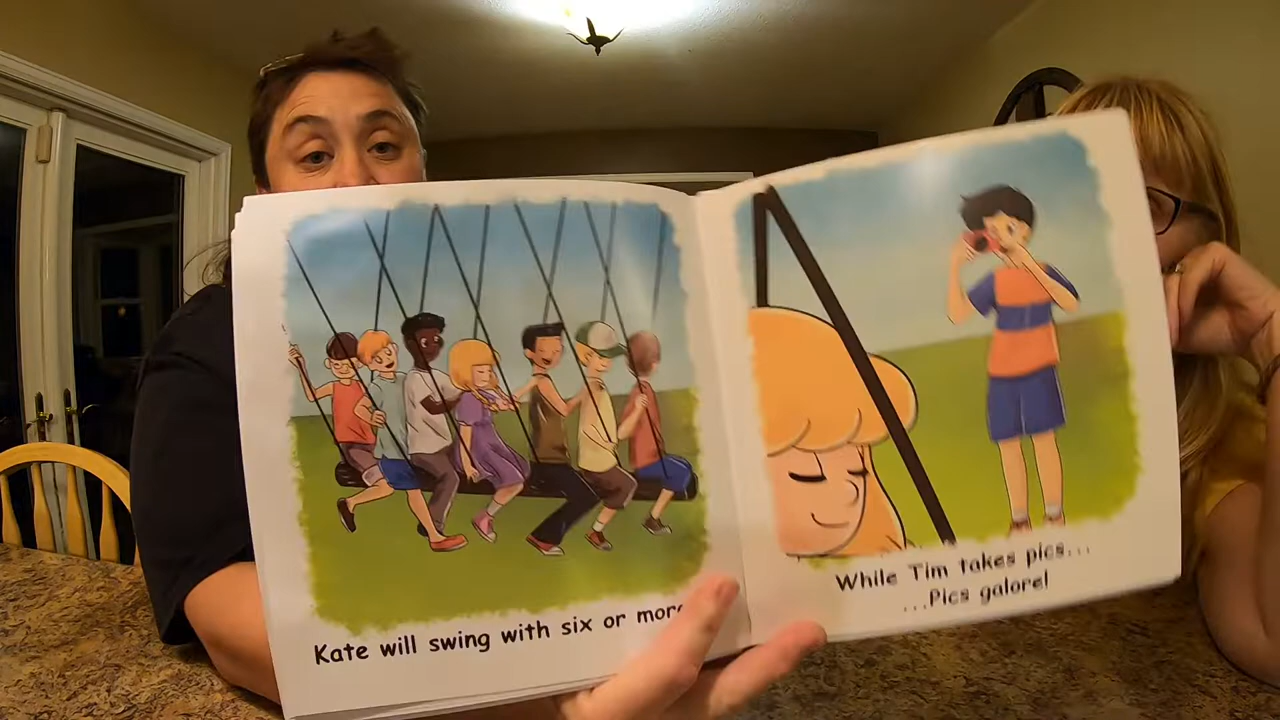 Kate will swing with six or more
While Tim takes pics...
...Pics galore!